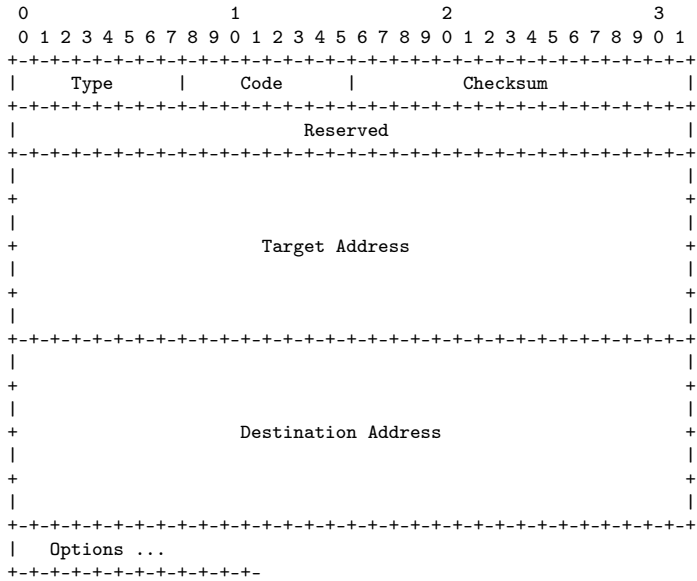 0                   1                   2                   3
 0 1 2 3 4 5 6 7 8 9 0 1 2 3 4 5 6 7 8 9 0 1 2 3 4 5 6 7 8 9 0 1
+-+-+-+-+-+-+-+-+-+-+-+-+-+-+-+-+-+-+-+-+-+-+-+-+-+-+-+-+-+-+-+-+
|     Type      |     Code      |          Checksum             |
+-+-+-+-+-+-+-+-+-+-+-+-+-+-+-+-+-+-+-+-+-+-+-+-+-+-+-+-+-+-+-+-+
|                           Reserved                            |
+-+-+-+-+-+-+-+-+-+-+-+-+-+-+-+-+-+-+-+-+-+-+-+-+-+-+-+-+-+-+-+-+
|                                                               |
+                                                               +
|                                                               |
+                       Target Address                          +
|                                                               |
+                                                               +
|                                                               |
+-+-+-+-+-+-+-+-+-+-+-+-+-+-+-+-+-+-+-+-+-+-+-+-+-+-+-+-+-+-+-+-+
|                                                               |
+                                                               +
|                                                               |
+                     Destination Address                       +
|                                                               |
+                                                               +
|                                                               |
+-+-+-+-+-+-+-+-+-+-+-+-+-+-+-+-+-+-+-+-+-+-+-+-+-+-+-+-+-+-+-+-+
|   Options ...
+-+-+-+-+-+-+-+-+-+-+-+-